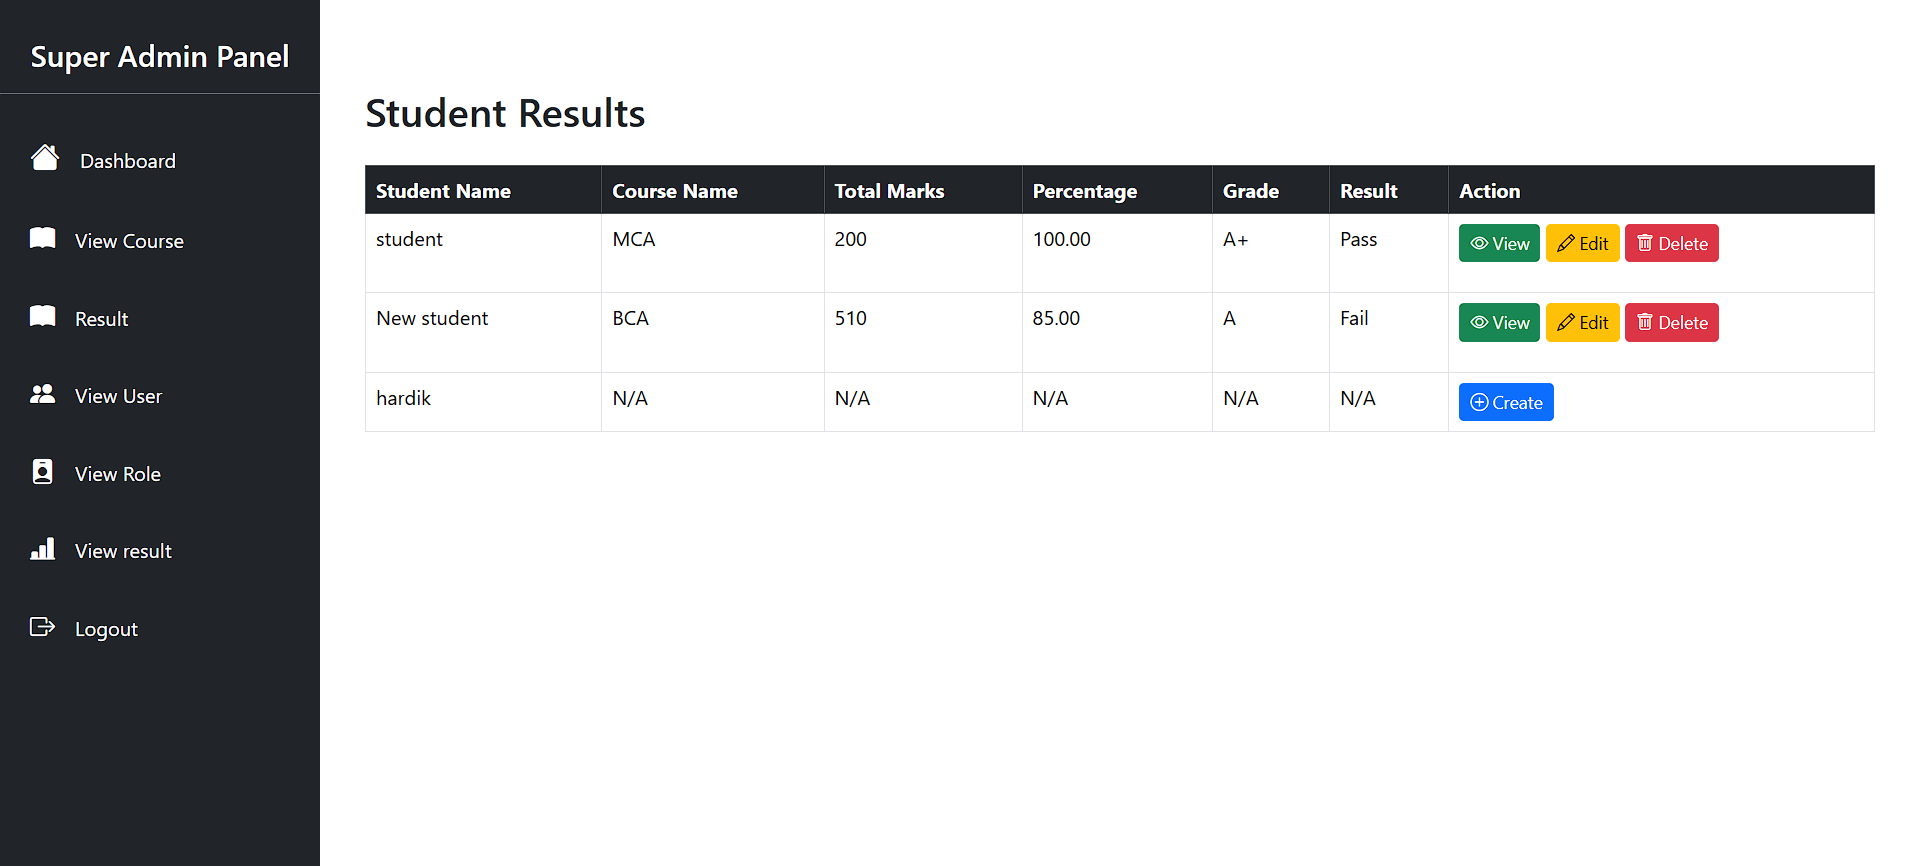 Super Admin Panel
Dashboard
View Course
Result
View User
View Role
View result
Logout
Student Results
Student Name Course Name Total Marks Percentage Grade Result Action
student MCA 200 100.00 A+ Pass View Edit Delete
New student BCA 510 85.00 A Fail View Edit Delete
hardik N/A N/A N/A N/A N/A Create